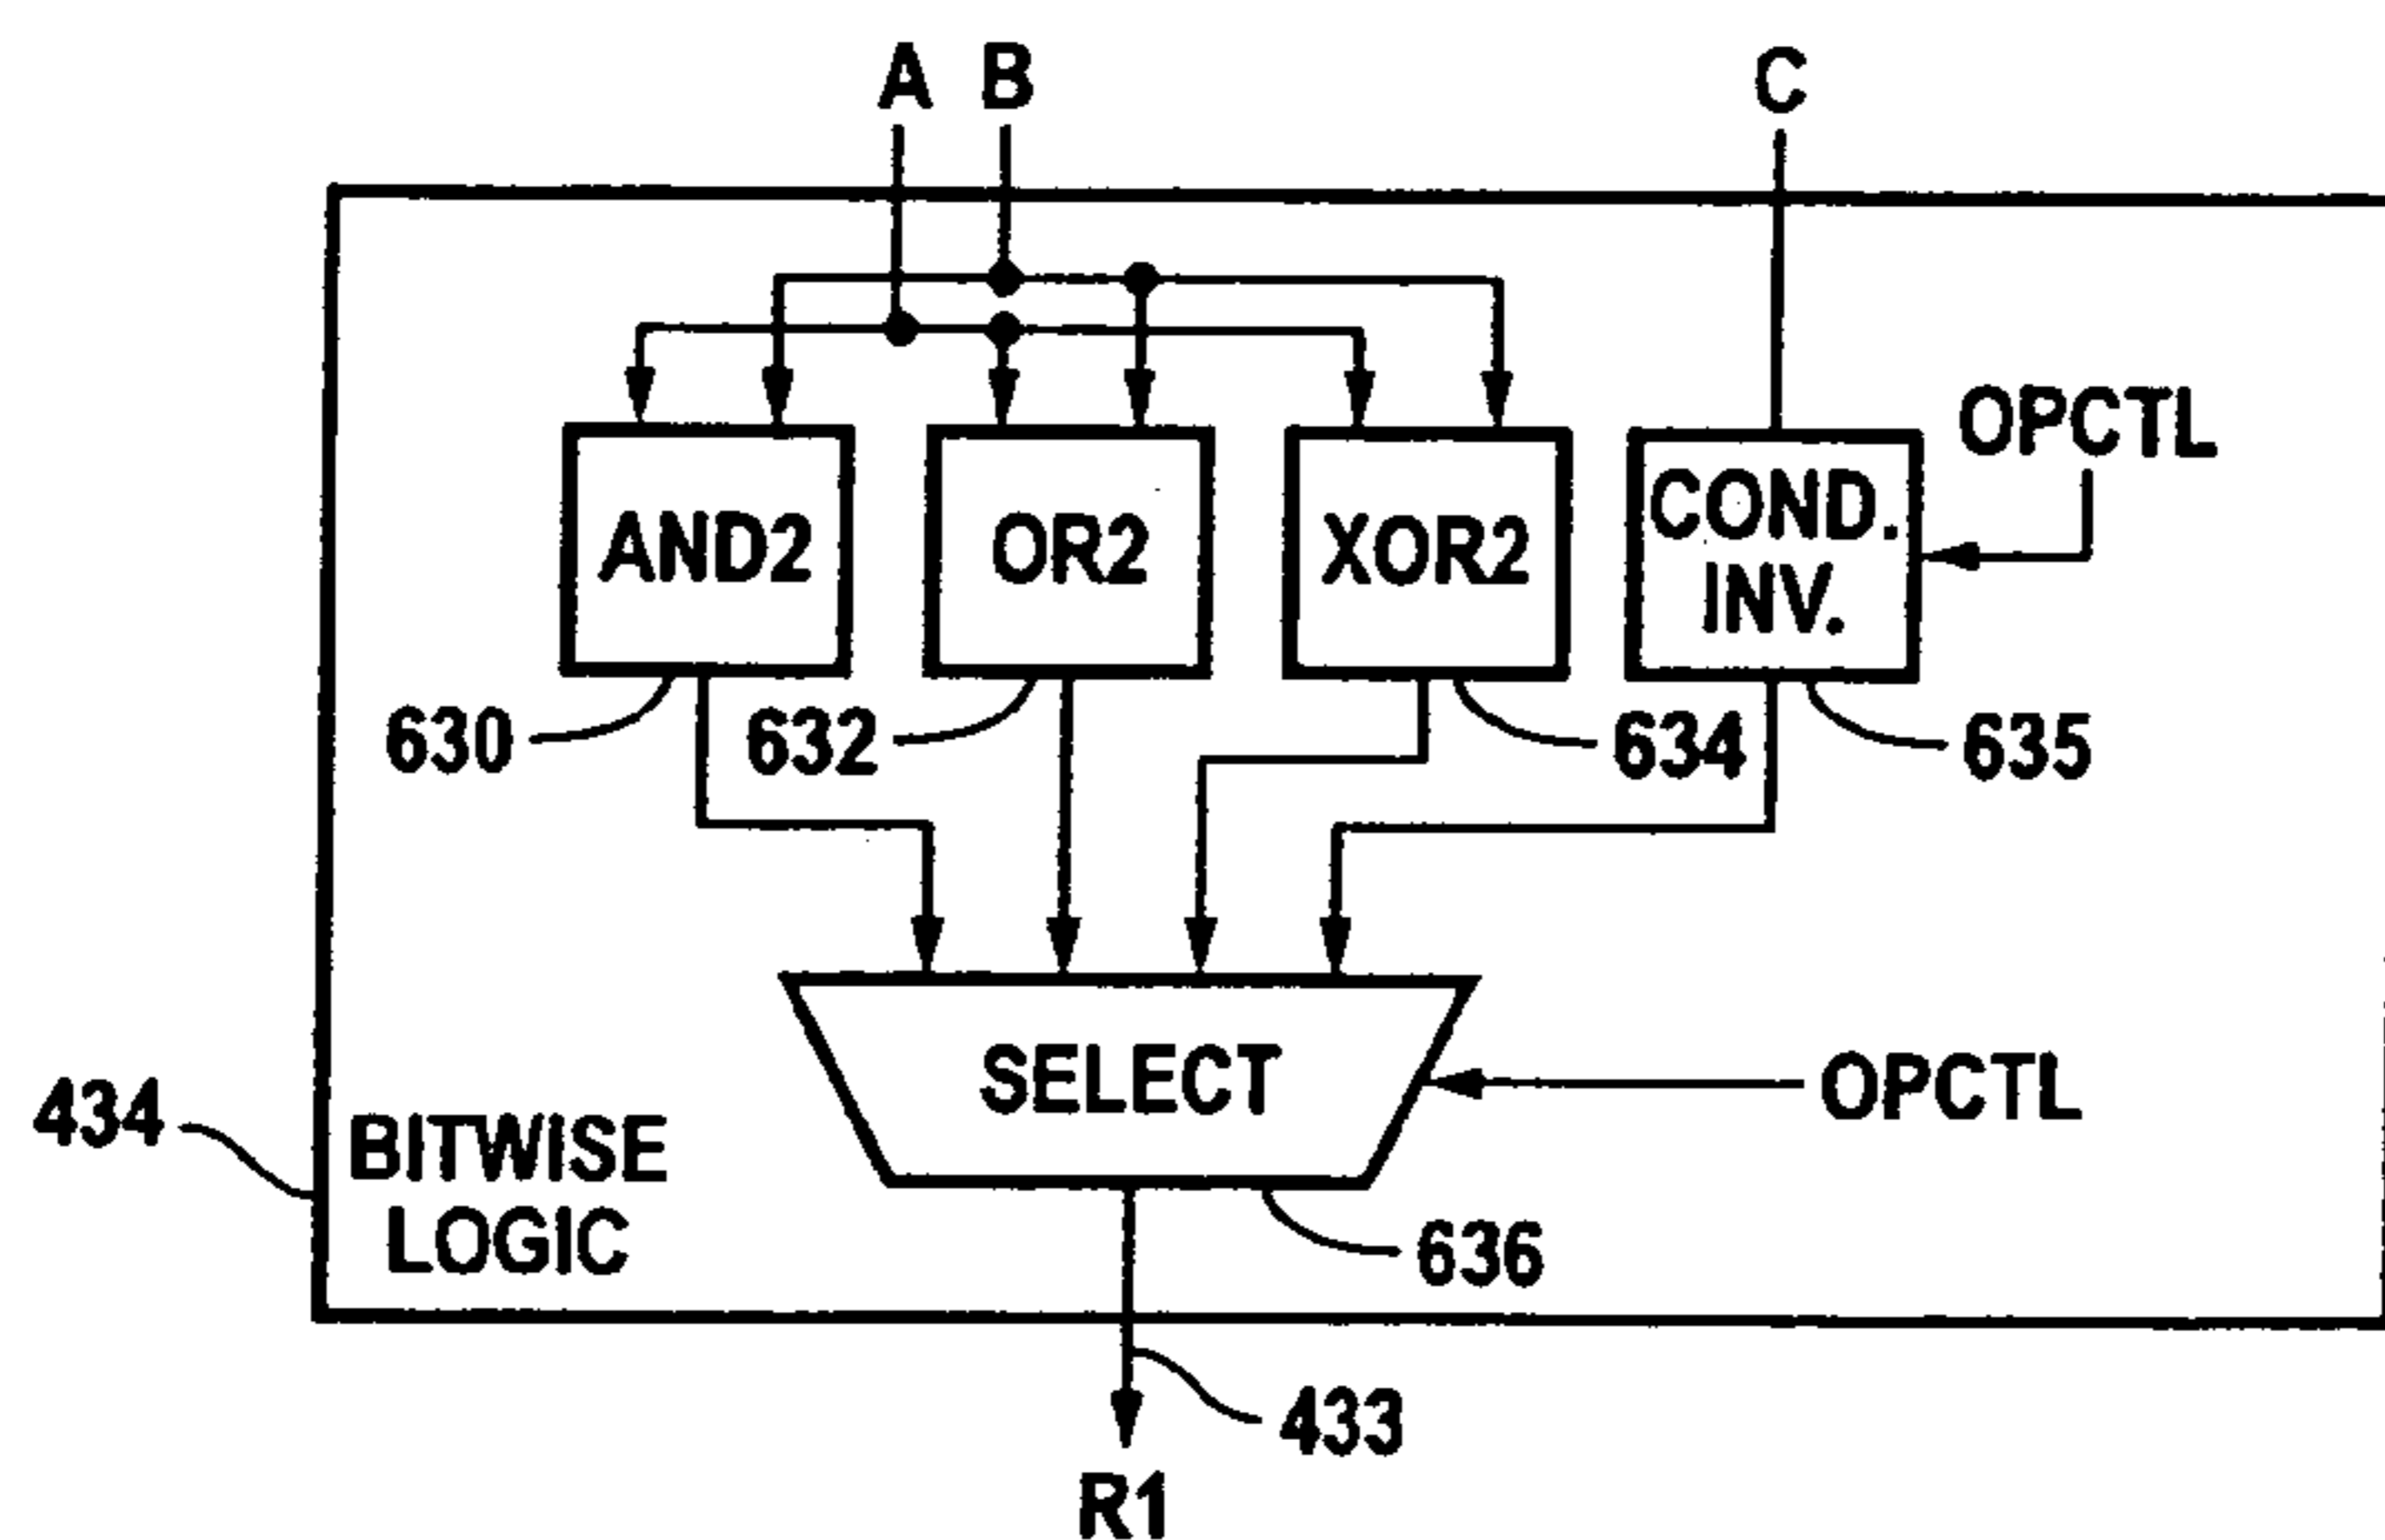 A B C
OPCTL
AND2 OR2 XOR2 COND.
INV.
630 632 634 635
SELECT
OPCTL
434
BITWISE
LOGIC
636
433
R1